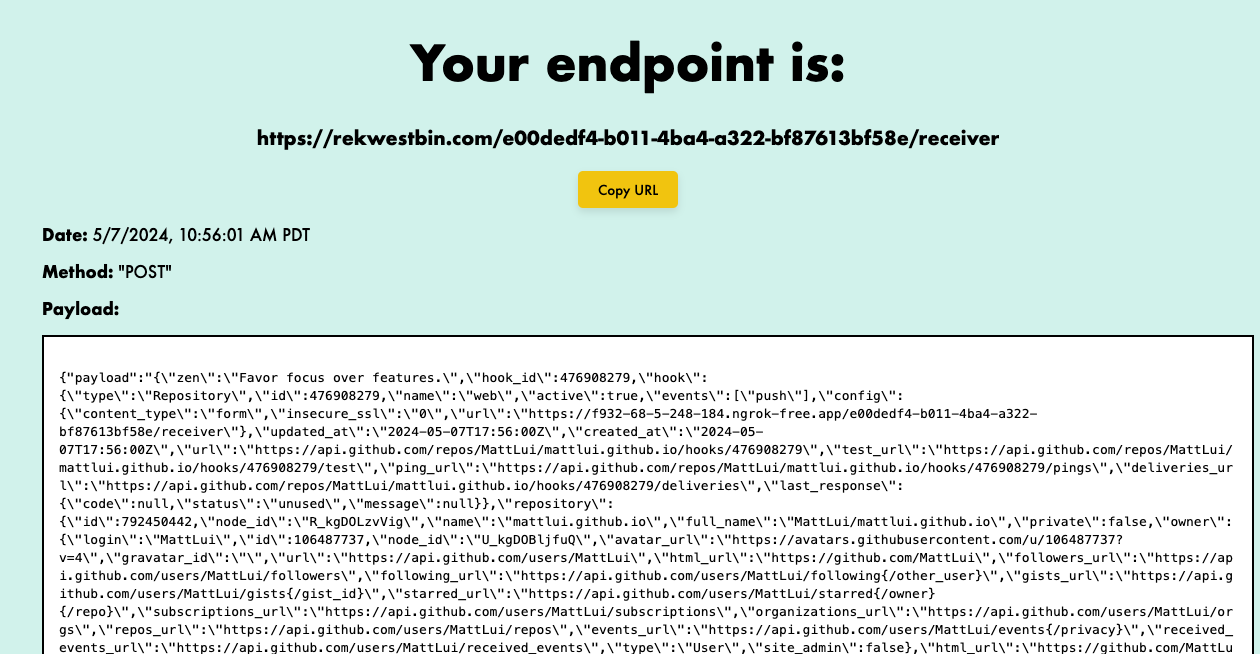 Your endpoint is:
https://rekwestbin.com/e00dedf4-b011-4ba4-a322-bf87613bf58e/receiver
Copy URL
Date: 5/7/2024, 10:56:01 AM PDT
Method: "POST"
Payload:
{"payload":"{\"zen\":\"Favor focus over features.\",\"hook_id\":476908279,\"hook\":
{\"type\":\"Repository\",\"id\":476908279,\"name\":\"web\",\"active\":true,\"events\":[\"push\"],\"config\":
{\"content_type\":\"form\",\"insecure_ssl\":\"0\",\"url\":\"https://f932-68-5-248-184.ngrok-free.app/e00dedf4-b011-4ba4-a322-
bf87613bf58e/receiver\"},\"updated_at\":\"2024-05-07T17:56:00Z\",\"created_at\":\"2024-05-
07T17:56:00Z\",\"url\":\"https://api.github.com/repos/MattLui/mattlui.github.io/hooks/476908279\",\"test_url\":\"https://api.github.com/repos/MattLui/
mattlui.github.io/hooks/476908279/test\",\"ping_url\":\"https://api.github.com/repos/MattLui/mattlui.github.io/hooks/476908279/pings\",\"deliveries_ur
l\":\"https://api.github.com/repos/MattLui/mattlui.github.io/hooks/476908279/deliveries\",\"last_response\":
{\"code\":null,\"status\":\"unused\",\"message\":null}},\"repository\":
{\"id\":792450442,\"node_id\":\"R_kgDOLzvVig\",\"name\":\"mattlui.github.io\",\"full_name\":\"MattLui/mattlui.github.io\",\"private\":false,\"owner\":
{\"login\":\"MattLui\",\"id\":106487737,\"node_id\":\"U_kgDOBljfuQ\",\"avatar_url\":\"https://avatars.githubusercontent.com/u/106487737?
v=4\",\"gravatar_id\":\"\",\"url\":\"https://api.github.com/users/MattLui\",\"html_url\":\"https://github.com/MattLui\",\"followers_url\":\"https://ap
i.github.com/users/MattLui/followers\",\"following_url\":\"https://api.github.com/users/MattLui/following{/other_user}\",\"gists_url\":\"https://api.g
ithub.com/users/MattLui/gists{/gist_id}\",\"starred_url\":\"https://api.github.com/users/MattLui/starred{/owner}
{/repo}\",\"subscriptions_url\":\"https://api.github.com/users/MattLui/subscriptions\",\"organizations_url\":\"https://api.github.com/users/MattLui/or
gs\",\"repos_url\":\"https://api.github.com/users/MattLui/repos\",\"events_url\":\"https://api.github.com/users/MattLui/events{/privacy}\",\"received_
events_url\":\"https://api.github.com/users/MattLui/received_events\",\"type\":\"User\",\"site_admin\":false},\"html_url\":\"https://github.com/MattLu